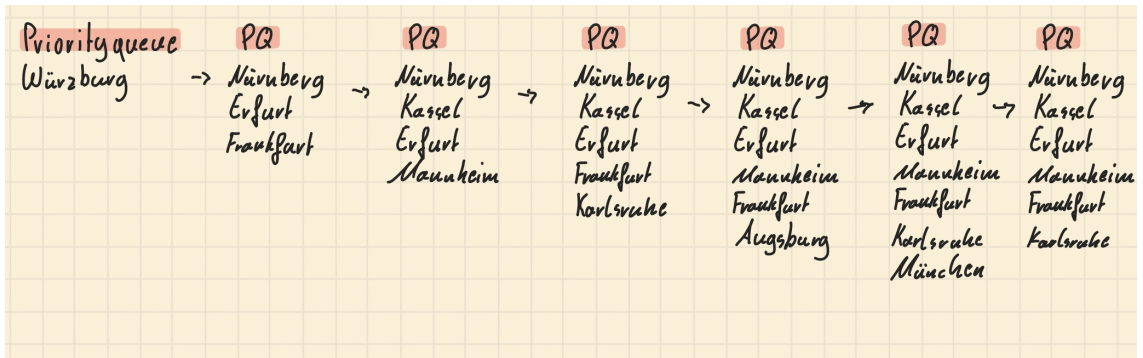 Priorityqueue
Würzburg
->
PQ
Nürnberg
Erfurt
Frankfurt
->
PQ
Nürnberg
Kassel
Erfurt
Mannheim
->
PQ
Nürnberg
Kassel
Erfurt
Frankfurt
Karlsruhe
->
PQ
Nürnberg
Kassel
Erfurt
Mannheim
Frankfurt
Augsburg
->
PQ
Nürnberg
Kassel
Erfurt
Mannheim
Frankfurt
Karlsruhe
München
->
PQ
Nürnberg
Kassel
Erfurt
Mannheim
Frankfurt
Karlsruhe